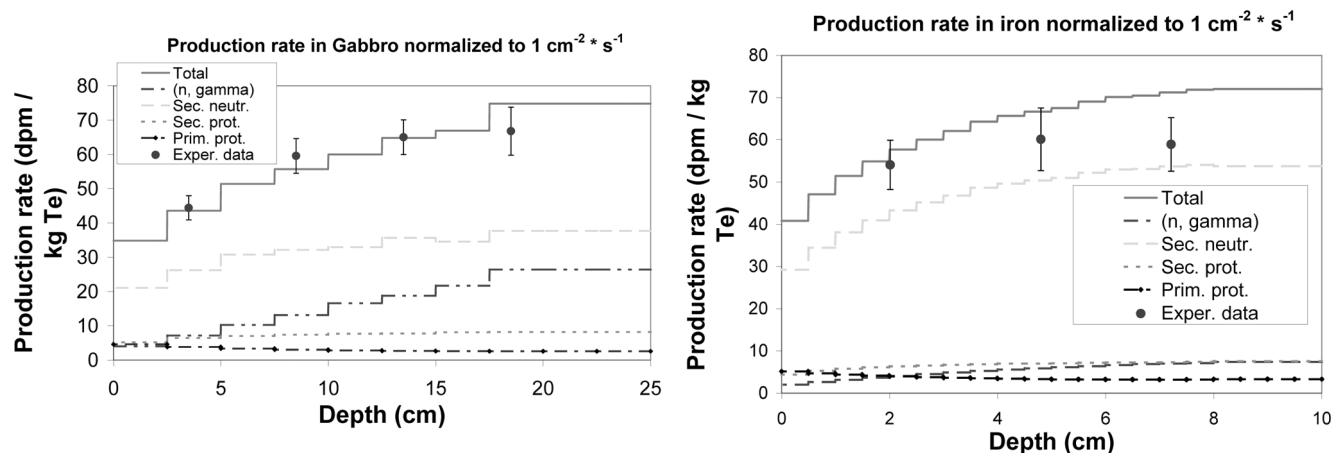 Production rate in Gabbro normalized to 1 cm⁻² * s⁻¹
Production rate (dpm /
kg Te)
Total
(n, gamma)
Sec. neutr.
Sec. prot.
Prim. prot.
Exper. data
80
70
60
50
40
30
20
10
0
0 5 10 15 20 25
Depth (cm)
Production rate in iron normalized to 1 cm⁻² * s⁻¹
Production rate (dpm / kg
Te)
80
70
60
50
40
30
20
10
0
Total
(n, gamma)
Sec. neutr.
Sec. prot.
Prim. prot.
Exper. data
0 2 4 6 8 10
Depth (cm)